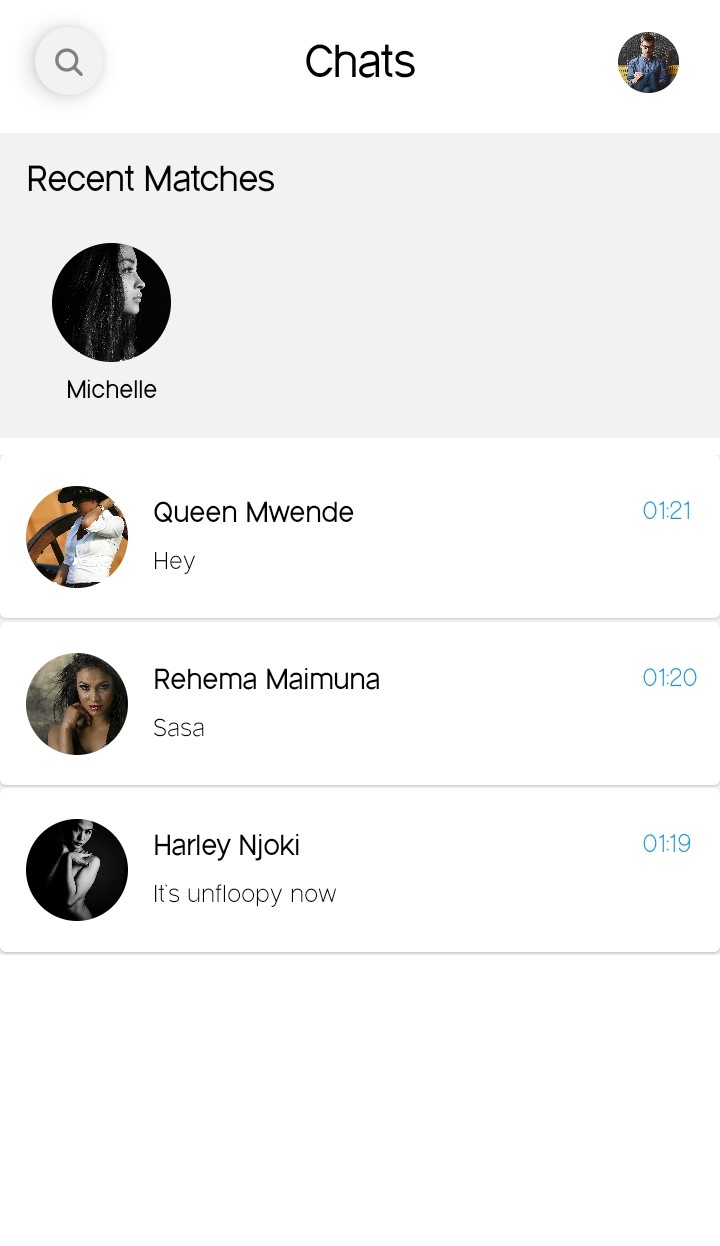 Chats
Recent Matches
Michelle
Queen Mwende
01:21
Hey
Rehema Maimuna
01:20
Sasa
Harley Njoki
01:19
It's unfloopy now